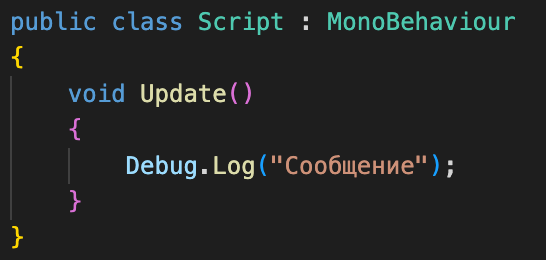 public class Script : MonoBehaviour
{
    void Update()
    {
        Debug.Log("Сообщение");
    }
}